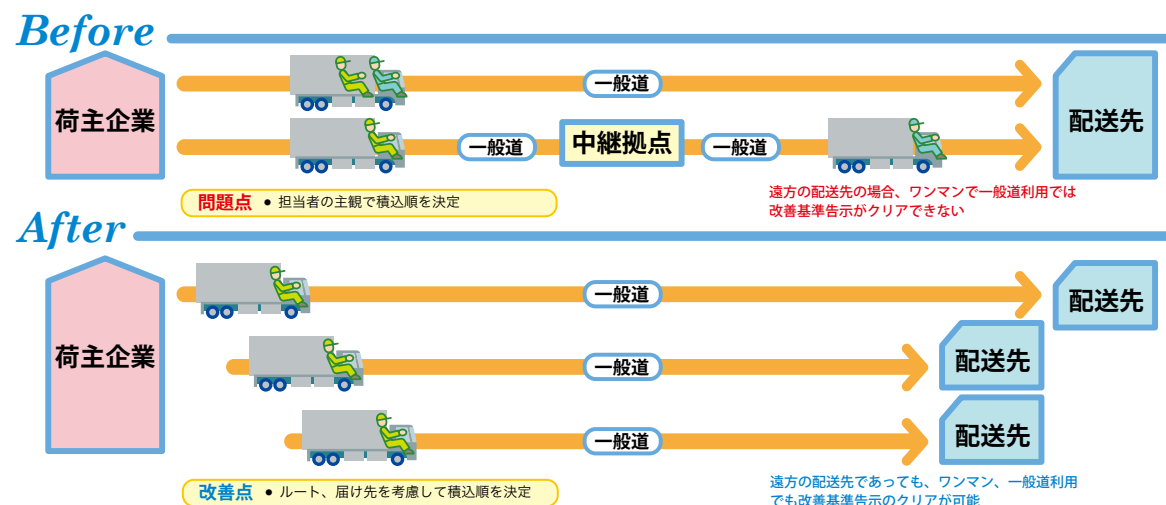 Before
荷主企業
一般道
配送先
一般道
中継拠点
一般道
問題点 ● 担当者の主観で積込順を決定
遠方の配送先の場合、ワンマンで一般道利用では
改善基準告示がクリアできない
After
荷主企業
一般道
配送先
一般道
配送先
一般道
配送先
改善点 ● ルート、届け先を考慮して積込順を決定
遠方の配送先であっても、ワンマン、一般道利用
でも改善基準告示のクリアが可能